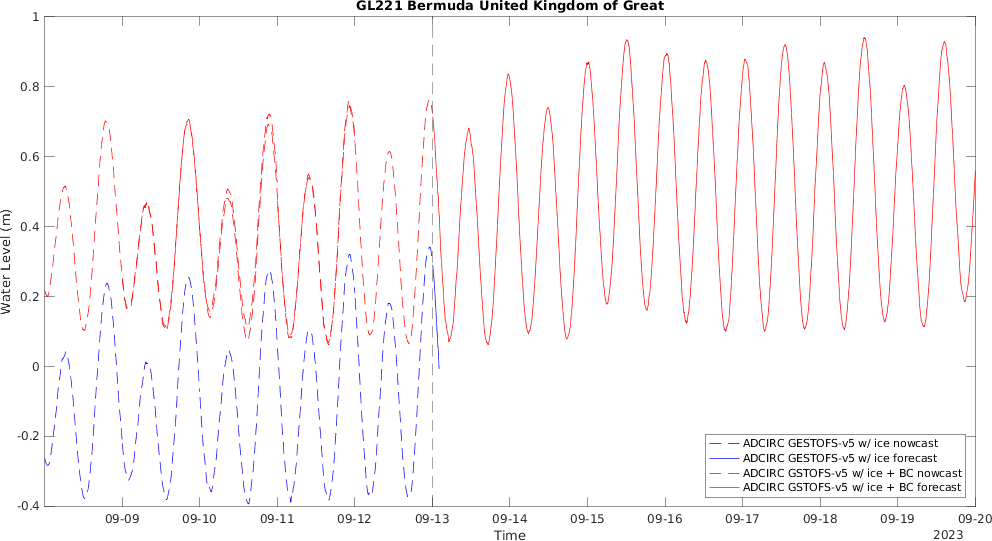 GL221 Bermuda United Kingdom of Great
Water Level (m)
1
0.8
0.6
0.4
0.2
0
-0.2
-0.4
09-09 09-10 09-11 09-12 09-13 09-14 09-15 09-16 09-17 09-18 09-19 09-20
Time
2023
ADCIRC GESTOFS-v5 w/ ice nowcast
ADCIRC GESTOFS-v5 w/ ice forecast
ADCIRC GSTOFS-v5 w/ ice + BC nowcast
ADCIRC GSTOFS-v5 w/ ice + BC forecast